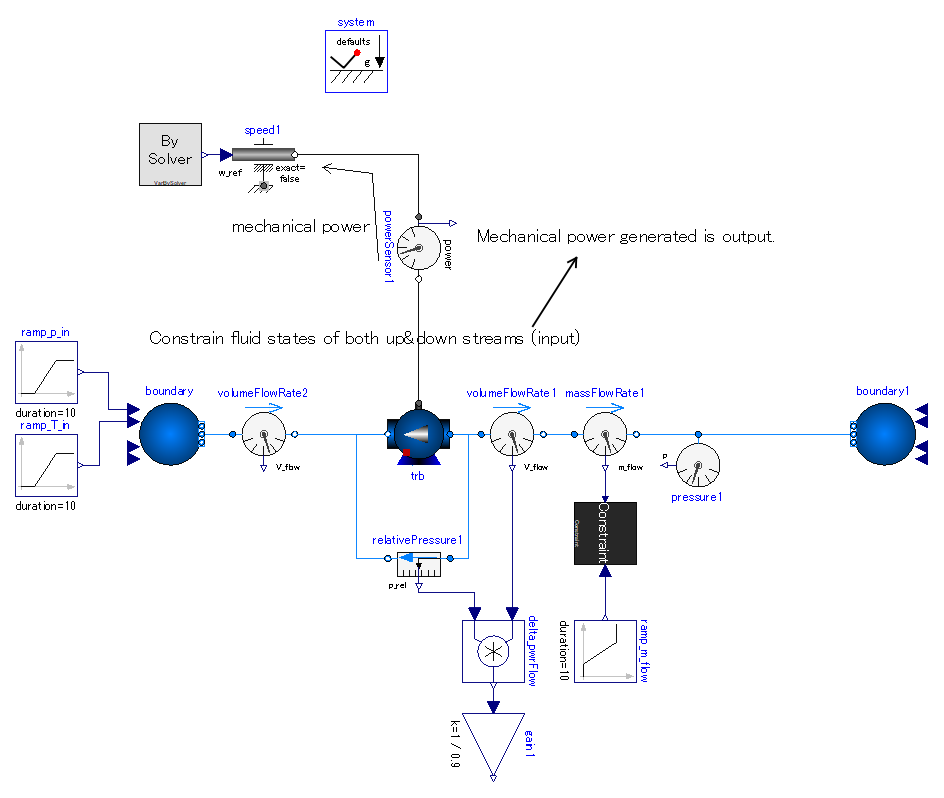 system
defaults
g
By
Solver
VarBySolver
speed1
w_ref
exact=
false
mechanical power
powerSensor1
power
Mechanical power generated is output.
Constrain fluid states of both up&down streams (input)
ramp_p_in
duration=10
ramp_T_in
duration=10
boundary
volumeFlowRate2
V_flow
trb
volumeFlowRate1
V_flow
massFlowRate1
m_flow
boundary1
p
pressure1
relativePressure1
p_rel
Constraint
Constraint
delta_pwrFlow
ramp_m_flow
duration=10
gain1
k=1 / 0.9